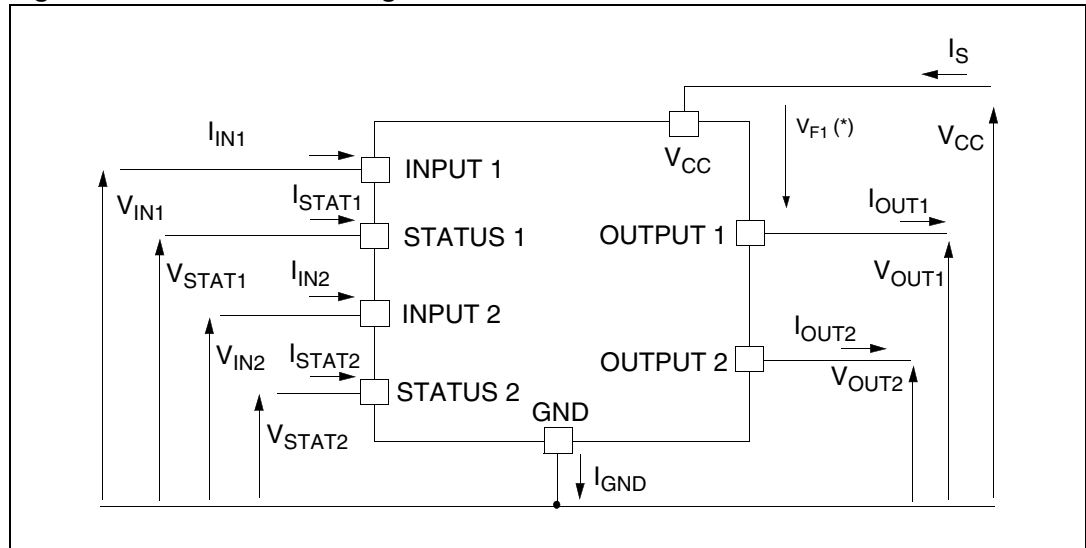 I_S
V_F1 (*)
V_CC
V_CC
I_IN1
INPUT 1
V_IN1
I_STAT1
STATUS 1
OUTPUT 1
I_OUT1
V_STAT1
V_OUT1
I_IN2
INPUT 2
V_IN2
I_OUT2
OUTPUT 2
V_OUT2
I_STAT2
STATUS 2
V_STAT2
GND
I_GND